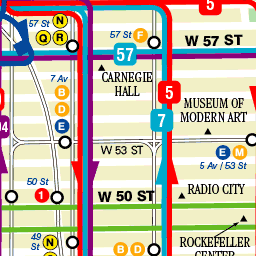 5
57 St N
57 St F
Q R
W 57 ST
57
7 Av
CARNEGIE
HALL
B
D
E
5
MUSEUM OF
MODERN ART
7
04
W 53 ST
E M
5 Av / 53 St
50 St
1
W 50 ST
RADIO CITY
49
St
N
B D
ROCKEFELLER
CENTER